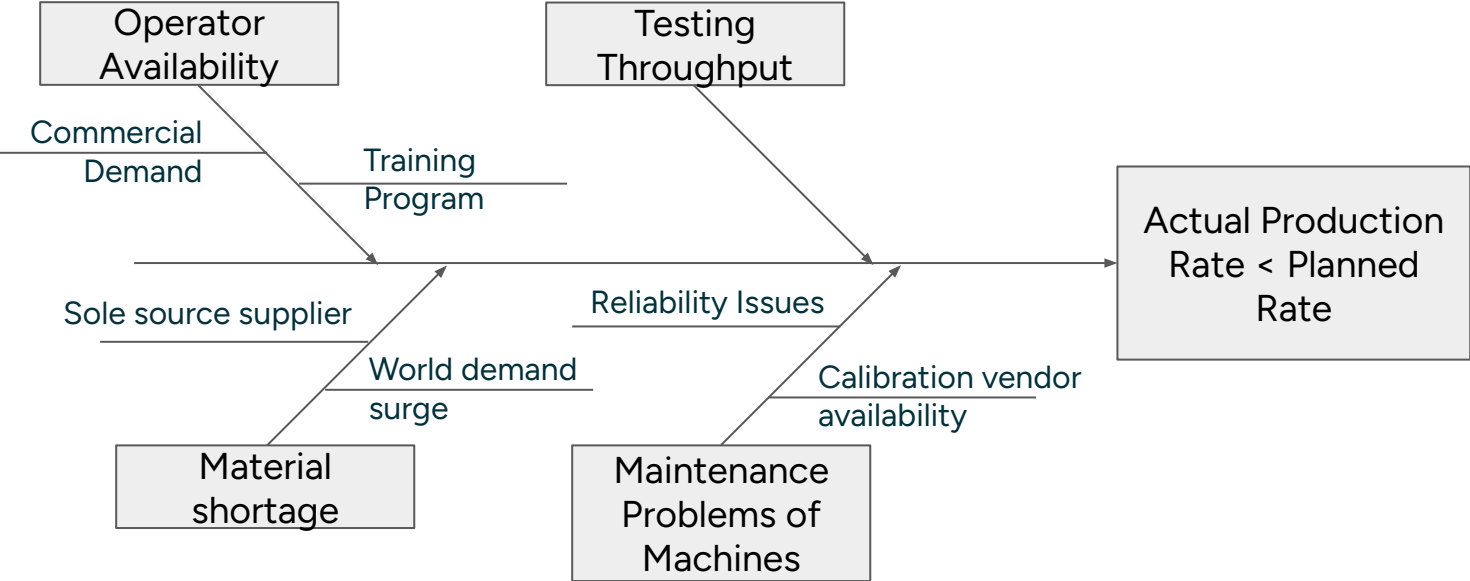 Operator
Availability
Testing
Throughput
Commercial
Demand
Training
Program
Actual Production
Rate < Planned
Rate
Sole source supplier
Reliability Issues
World demand
surge
Calibration vendor
availability
Material
shortage
Maintenance
Problems of
Machines